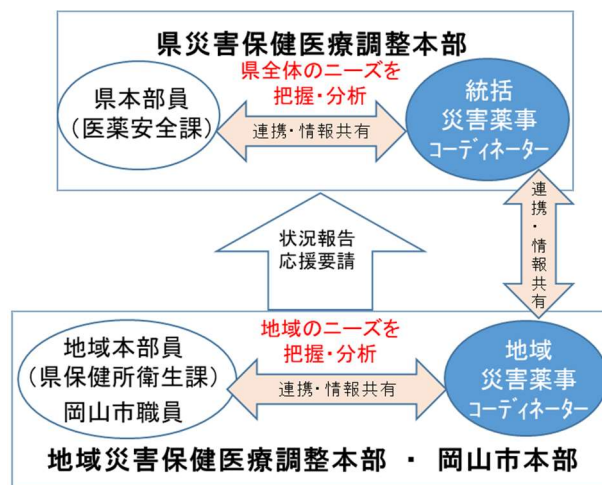 県災害保健医療調整本部
県全体のニーズを
把握・分析
県本部員
（医薬安全課）
連携・情報共有
統括
災害薬事
ｺｰﾃﾞｨﾈｰﾀｰ
連携・情報共有
状況報告
応援要請
地域のニーズを
把握・分析
地域本部員
（県保健所衛生課）
岡山市職員
連携・情報共有
地域
災害薬事
ｺｰﾃﾞｨﾈｰﾀｰ
地域災害保健医療調整本部 ・ 岡山市本部